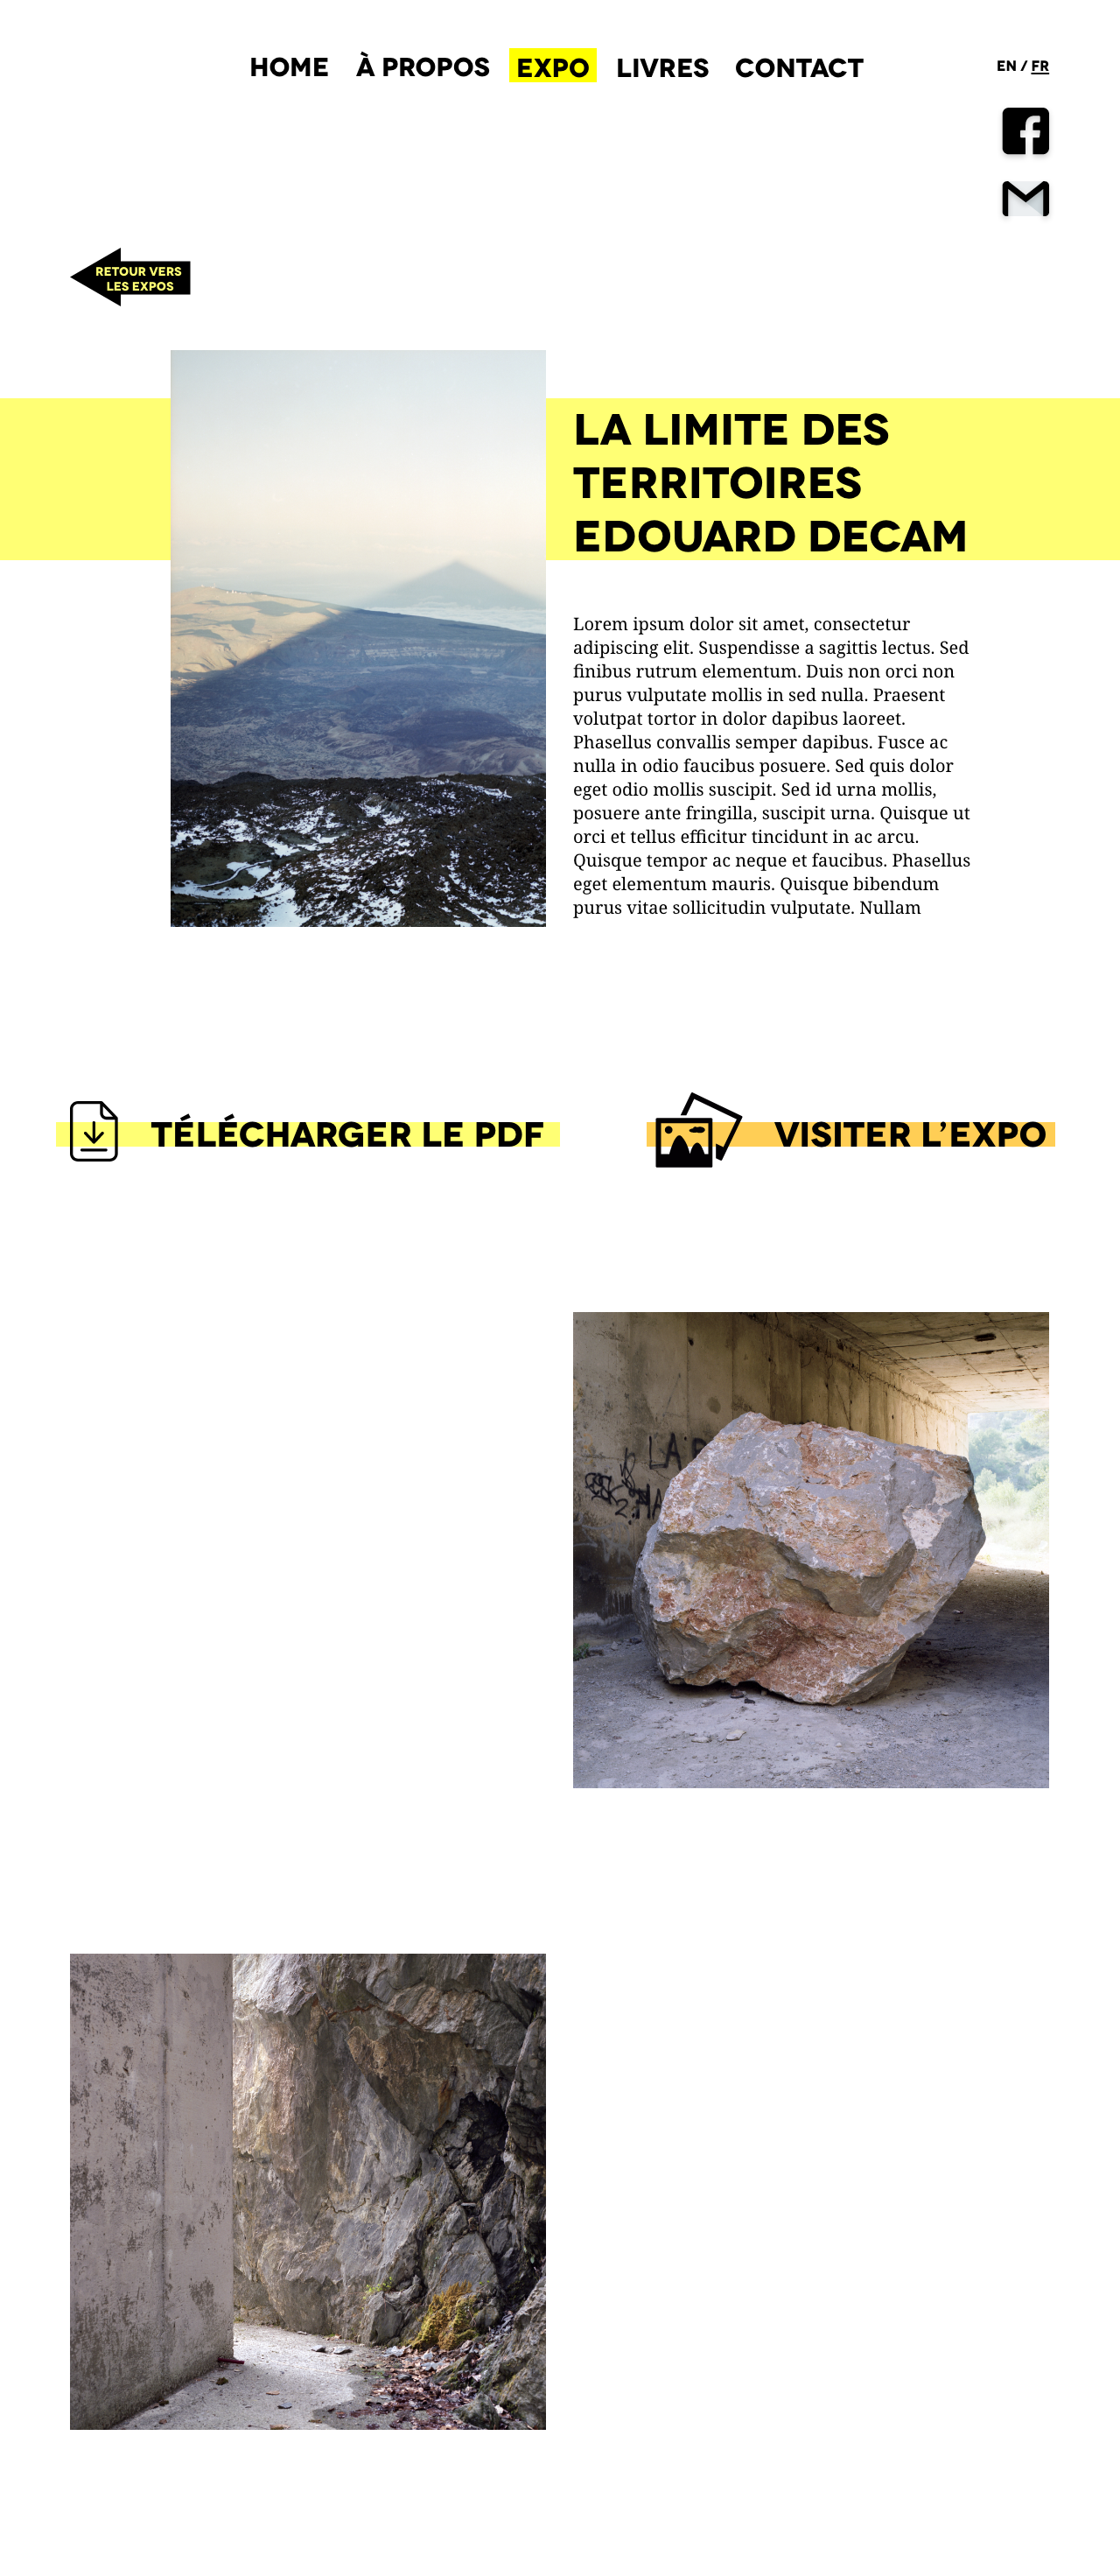 HOME À PROPOS EXPO LIVRES CONTACT EN / FR
RETOUR VERS
LES EXPOS
LA LIMITE DES
TERRITOIRES
EDOUARD DECAM
Lorem ipsum dolor sit amet, consectetur
adipiscing elit. Suspendisse a sagittis lectus. Sed
finibus rutrum elementum. Duis non orci non
purus vulputate mollis in sed nulla. Praesent
volutpat tortor in dolor dapibus laoreet.
Phasellus convallis semper dapibus. Fusce ac
nulla in odio faucibus posuere. Sed quis dolor
eget odio mollis suscipit. Sed id urna mollis,
posuere ante fringilla, suscipit urna. Quisque ut
orci et tellus efficitur tincidunt in ac arcu.
Quisque tempor ac neque et faucibus. Phasellus
eget elementum mauris. Quisque bibendum
purus vitae sollicitudin vulputate. Nullam
TÉLÉCHARGER LE PDF
VISITER L’EXPO